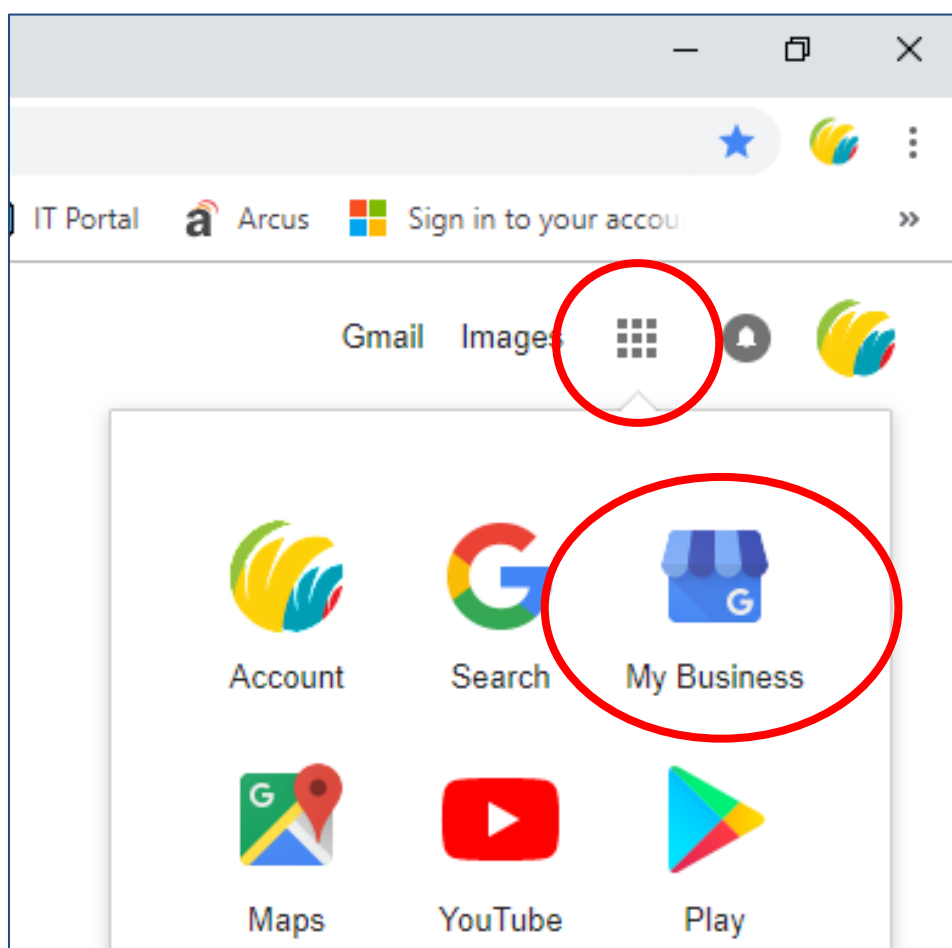 IT Portal a Arcus Sign in to your accou
Gmail Images
G
Account Search My Business
G
Maps YouTube Play